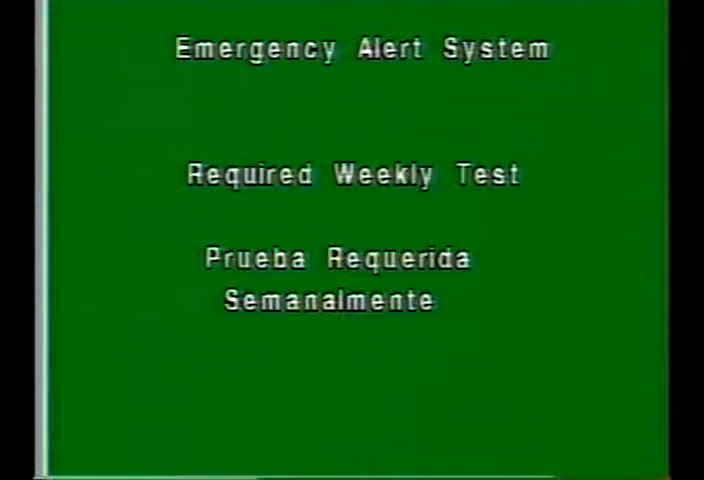 Emergency Alert System
Required Weekly Test
Prueba Requerida
Semanalmente